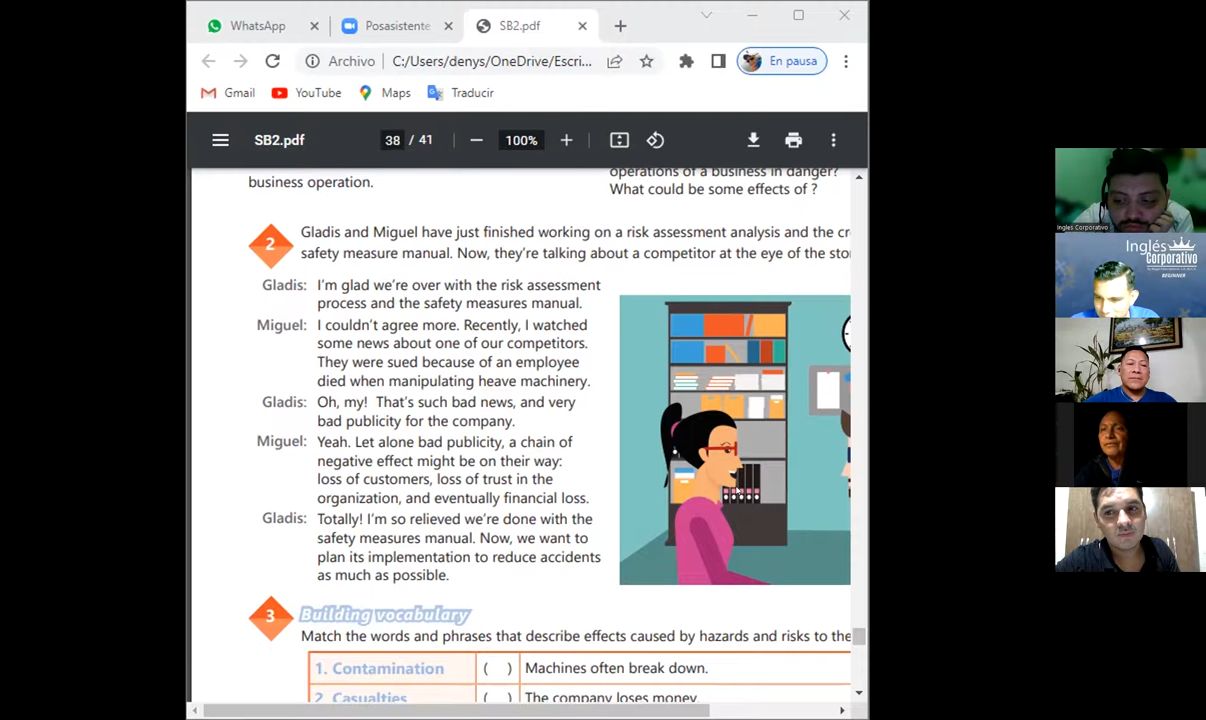 WhatsApp
Posasistente
SB2.pdf
Archivo
C:/Users/denys/OneDrive/Escri...
En pausa
Gmail
YouTube
Maps
Traducir
SB2.pdf
38 / 41
100%
business operation.
operations of a business in danger?
What could be some effects of ?
2
Gladis and Miguel have just finished working on a risk assessment analysis and the cr
safety measure manual. Now, they're talking about a competitor at the eye of the sto
Gladis: I'm glad we're over with the risk assessment
process and the safety measures manual.
Miguel: I couldn't agree more. Recently, I watched
some news about one of our competitors.
They were sued because of an employee
died when manipulating heave machinery.
Gladis: Oh, my! That's such bad news, and very
bad publicity for the company.
Miguel: Yeah. Let alone bad publicity, a chain of
negative effect might be on their way:
loss of customers, loss of trust in the
organization, and eventually financial loss.
Gladis: Totally! I'm so relieved we're done with the
safety measures manual. Now, we want to
plan its implementation to reduce accidents
as much as possible.
3
Building vocabulary
Match the words and phrases that describe effects caused by hazards and risks to the
1. Contamination ( ) Machines often break down.
2. Casualties ( ) The company loses money.
Ingles Corporativo
Inglés
Corporativo
BEGINNER